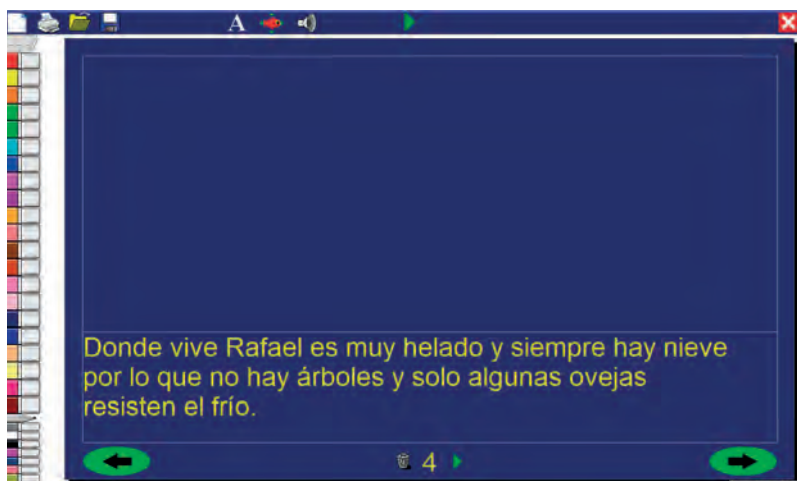 A
Donde vive Rafael es muy helado y siempre hay nieve
por lo que no hay árboles y solo algunas ovejas
resisten el frío.
4